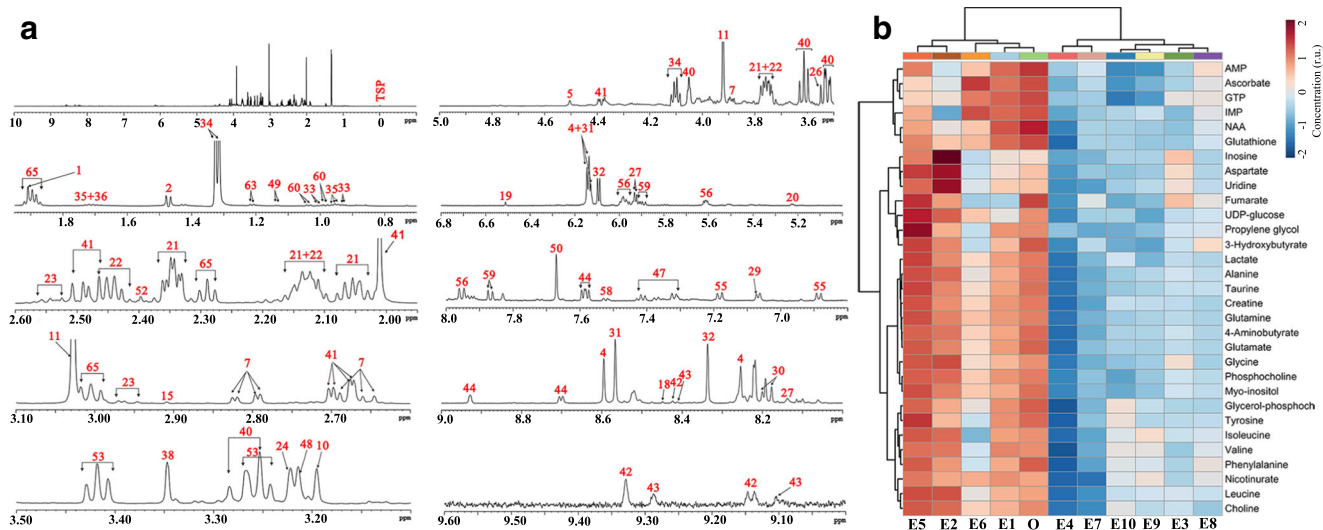 a
TSP
10 9 8 7 6 5 4 3 2 1 0 ppm
534
65 1
35+36 2 63 49 60 33 60 35 33
1.8 1.6 1.4 1.2 1.0 0.8 ppm
41 21 21+22 21 41
23 22 52 65
2.60 2.50 2.40 2.30 2.20 2.10 2.00 ppm
11 65 23 15 7 41 7
3.10 3.00 2.90 2.80 2.70 ppm
53 38 40 53 24 48 10
3.50 3.40 3.30 3.20 ppm
5 41 34 40 11 7 21+22 40 26 40
5.0 4.8 4.6 4.4 4.2 4.1 3.9 3.8 3.7 3.6 3.5 ppm
19 4+31 32 56 27 59 56 20
6.8 6.6 6.4 6.2 6.0 5.8 5.6 5.4 5.2 ppm
56 59 50 44 58 47 55 29 55
8.0 7.8 7.6 7.4 7.2 7.0 ppm
44 44 4 31 18 42 43 32 4 30 27
9.0 8.8 8.6 8.4 8.2 ppm
42 43 42 43
9.60 9.50 9.40 9.30 9.20 9.10 9.00 ppm
b
AMP
Ascorbate
GTP
IMP
NAA
Glutathione
Inosine
Aspartate
Uridine
Fumarate
UDP-glucose
Propylene glycol
3-Hydroxybutyrate
Lactate
Alanine
Taurine
Creatine
Glutamine
4-Aminobutyrate
Glutamate
Glycine
Phosphocholine
Myo-inositol
Glycerol-phosphoch
Tyrosine
Isoleucine
Valine
Phenylalanine
Nicotinurate
Leucine
Choline
E5 E2 E6 E1 O E4 E7 E10 E9 E3 E8
2
1
0
-1
-2
Concentration (r.u.)